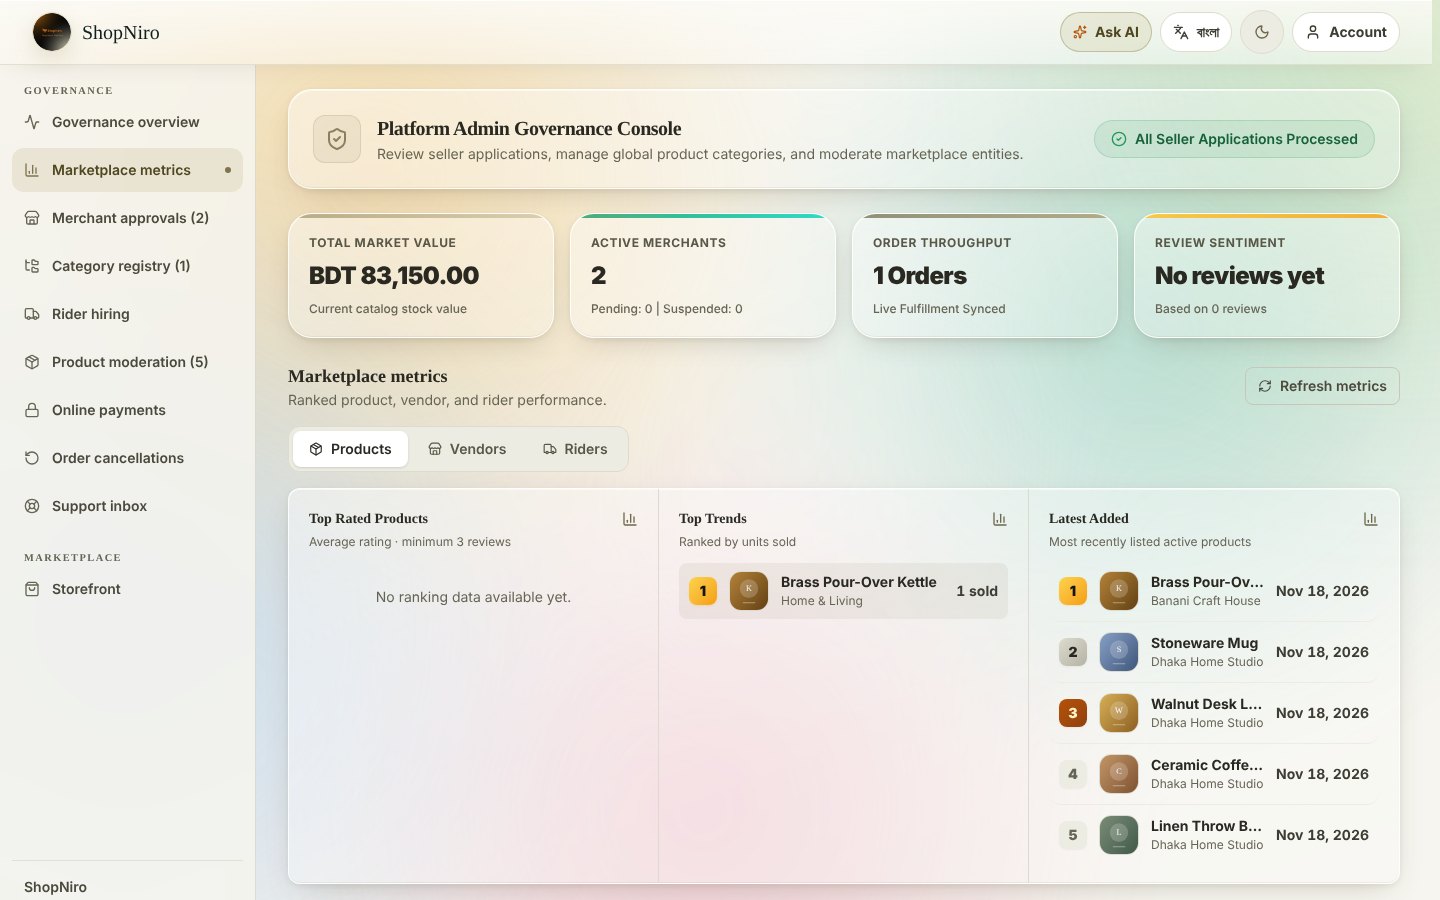 ShopNiro
Ask AI
বাংলা
Account
GOVERNANCE
Governance overview
Marketplace metrics
Merchant approvals (2)
Category registry (1)
Rider hiring
Product moderation (5)
Online payments
Order cancellations
Support inbox
MARKETPLACE
Storefront
ShopNiro
Platform Admin Governance Console
Review seller applications, manage global product categories, and moderate marketplace entities.
All Seller Applications Processed
TOTAL MARKET VALUE
BDT 83,150.00
Current catalog stock value
ACTIVE MERCHANTS
2
Pending: 0 | Suspended: 0
ORDER THROUGHPUT
1 Orders
Live Fulfillment Synced
REVIEW SENTIMENT
No reviews yet
Based on 0 reviews
Marketplace metrics
Ranked product, vendor, and rider performance.
Refresh metrics
Products
Vendors
Riders
Top Rated Products
Average rating · minimum 3 reviews
No ranking data available yet.
Top Trends
Ranked by units sold
1 K Brass Pour-Over Kettle 1 sold
Home & Living
Latest Added
Most recently listed active products
1 K Brass Pour-Ov... Nov 18, 2026
Banani Craft House
2 S Stoneware Mug Nov 18, 2026
Dhaka Home Studio
3 W Walnut Desk L... Nov 18, 2026
Dhaka Home Studio
4 C Ceramic Coffe... Nov 18, 2026
Dhaka Home Studio
5 L Linen Throw B... Nov 18, 2026
Dhaka Home Studio